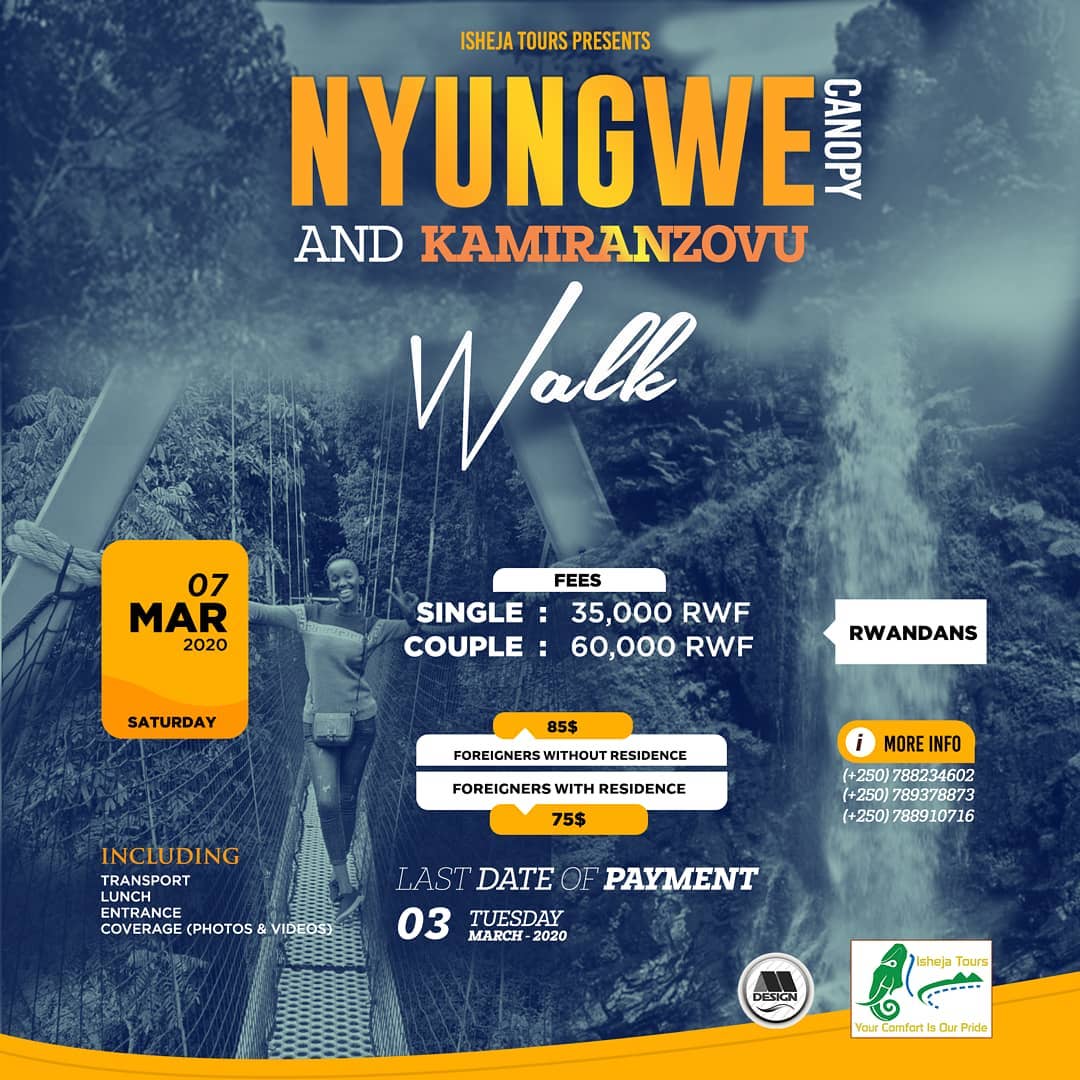 ISHEJA TOURS PRESENTS
NYUNGWE
CANOPY
AND KAMIRANZOVU
Walk
07
MAR
2020
SATURDAY
FEES
SINGLE : 35,000 RWF
COUPLE : 60,000 RWF
RWANDANS
85$
FOREIGNERS WITHOUT RESIDENCE
FOREIGNERS WITH RESIDENCE
75$
i MORE INFO
(+250) 788234602
(+250) 789378873
(+250) 788910716
INCLUDING
TRANSPORT
LUNCH
ENTRANCE
COVERAGE (PHOTOS & VIDEOS)
LAST DATE OF PAYMENT
03 TUESDAY
MARCH - 2020
DESIGN
Isheja Tours
Your Comfort Is Our Pride